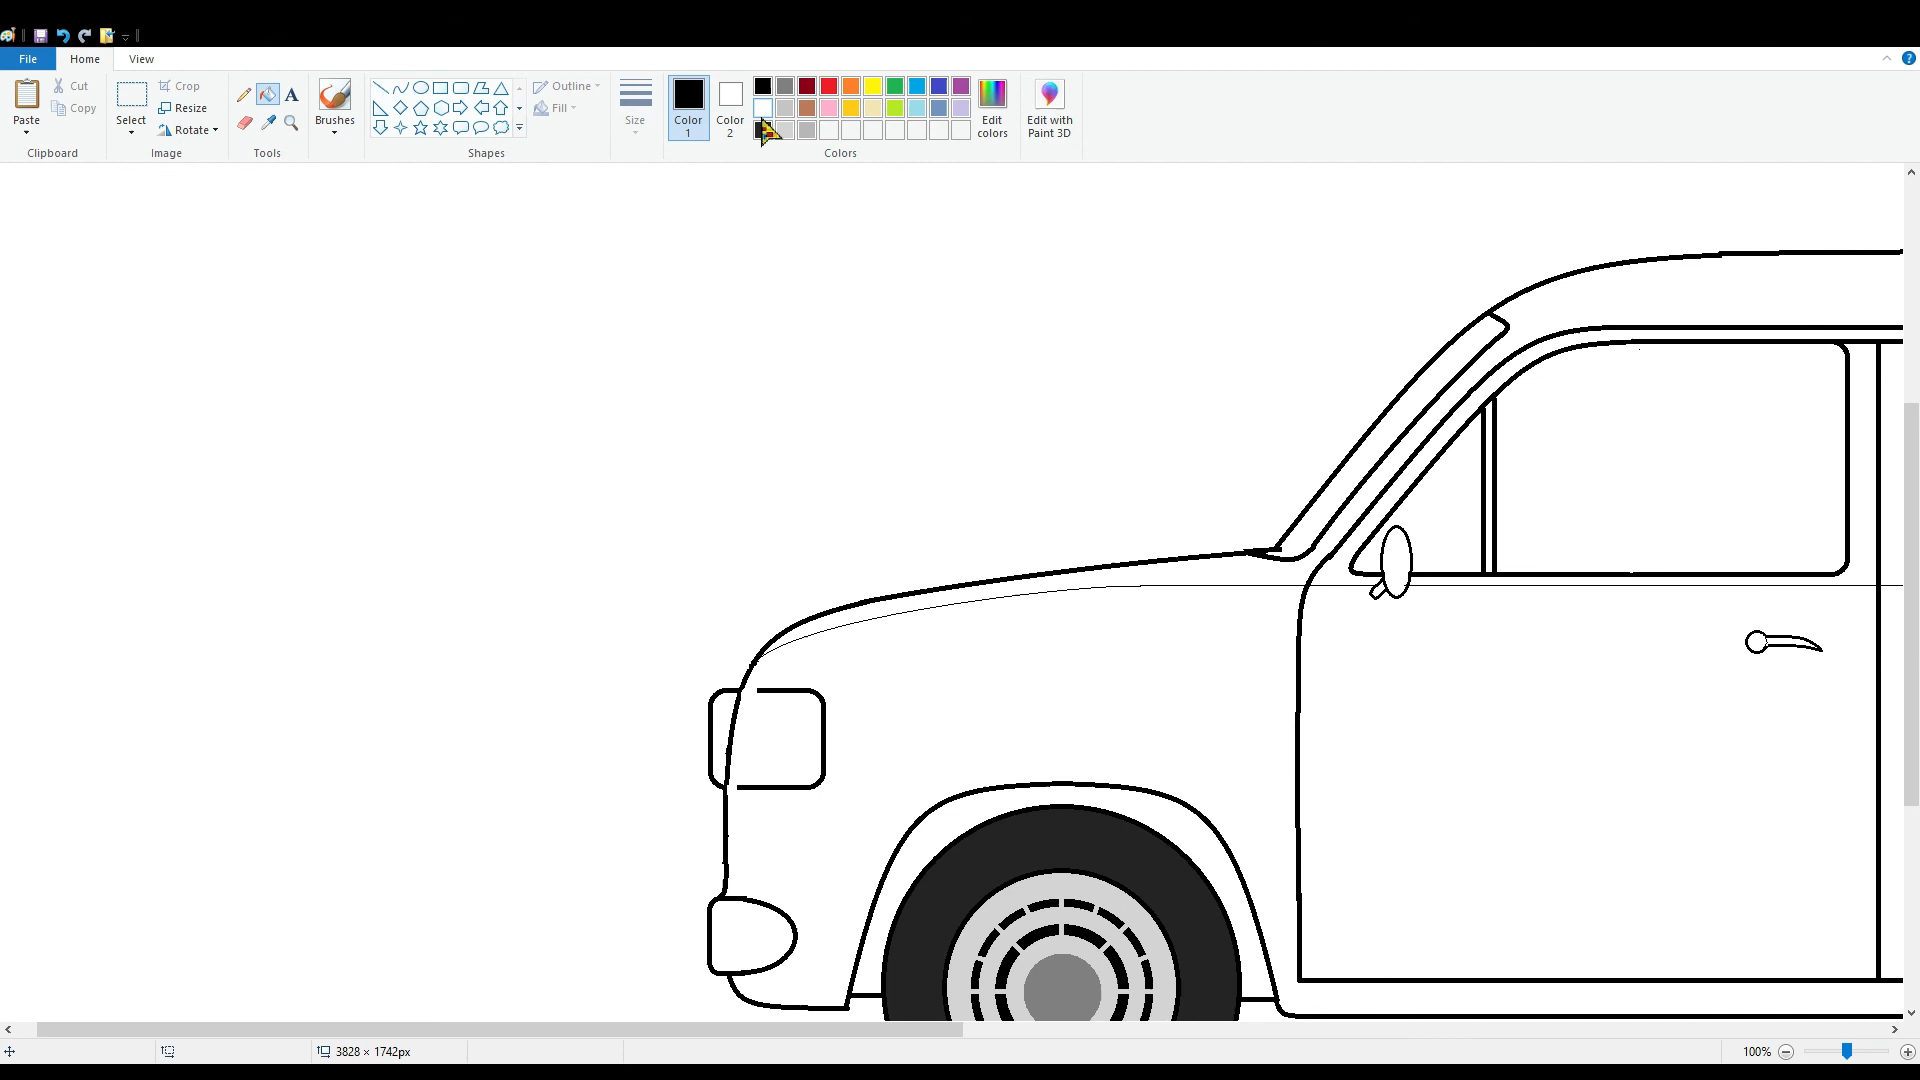 File Home View
Paste Cut Copy
Clipboard
Select Crop Resize Rotate
Image
A
Tools
Brushes
Outline Fill
Shapes
Size
Color 1 Color 2
Edit colors
Colors
Edit with Paint 3D
?
3828 × 1742px
100%